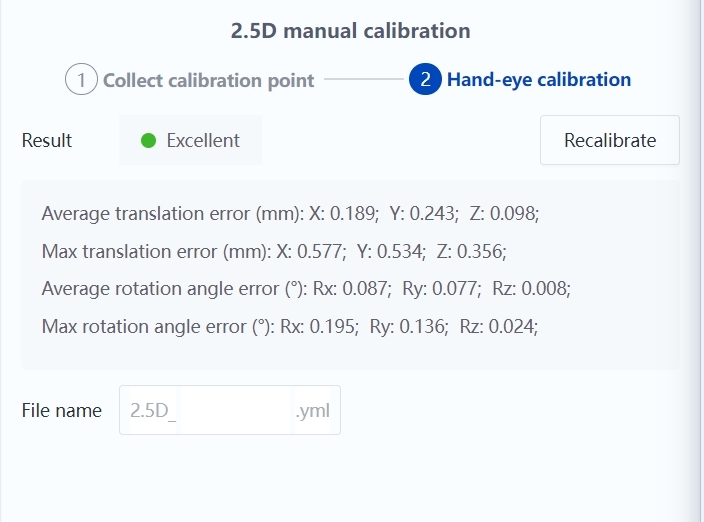 2.5D manual calibration
1 Collect calibration point 2 Hand-eye calibration
Result Excellent Recalibrate
Average translation error (mm): X: 0.189; Y: 0.243; Z: 0.098;
Max translation error (mm): X: 0.577; Y: 0.534; Z: 0.356;
Average rotation angle error (°): Rx: 0.087; Ry: 0.077; Rz: 0.008;
Max rotation angle error (°): Rx: 0.195; Ry: 0.136; Rz: 0.024;
File name 2.5D_ .yml